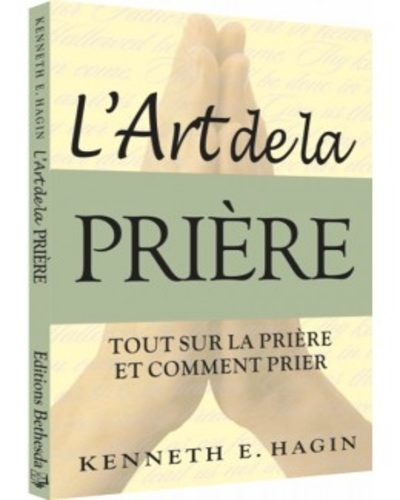 L'Art de la
PRIÈRE
TOUT SUR LA PRIÈRE
ET COMMENT PRIER
KENNETH E. HAGIN
KENNETH E. HAGIN L'Art de la PRIÈRE Editions Bethesda